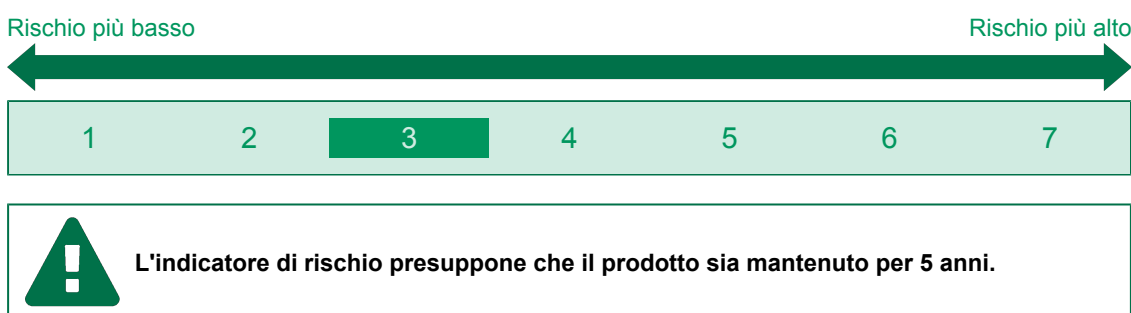 Rischio più basso Rischio più alto
1 2 3 4 5 6 7
L'indicatore di rischio presuppone che il prodotto sia mantenuto per 5 anni.